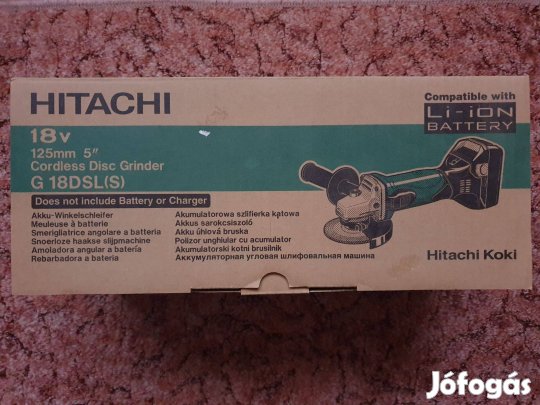 HITACHI
Compatible with
Li-iON
BATTERY
18v
125mm 5"
Cordless Disc Grinder
G 18DSL(S)
Does not include Battery or Charger
Akku-Winkelschleifer
Meuleuse à batterie
Smerigliatrice angolare a batteria
Snoerloze haakse slijpmachine
Amoladora angular a batería
Rebarbadora a bateria
Akumulatorowa szlifierka kątowa
Akkus sarokcsiszoló
Akku úhlová bruska
Polizor unghiular cu acumulator
Akumulatorski kotni brusilnik
Аккумуляторная угловая шлифовальная машина
Hitachi Koki
Jófogás